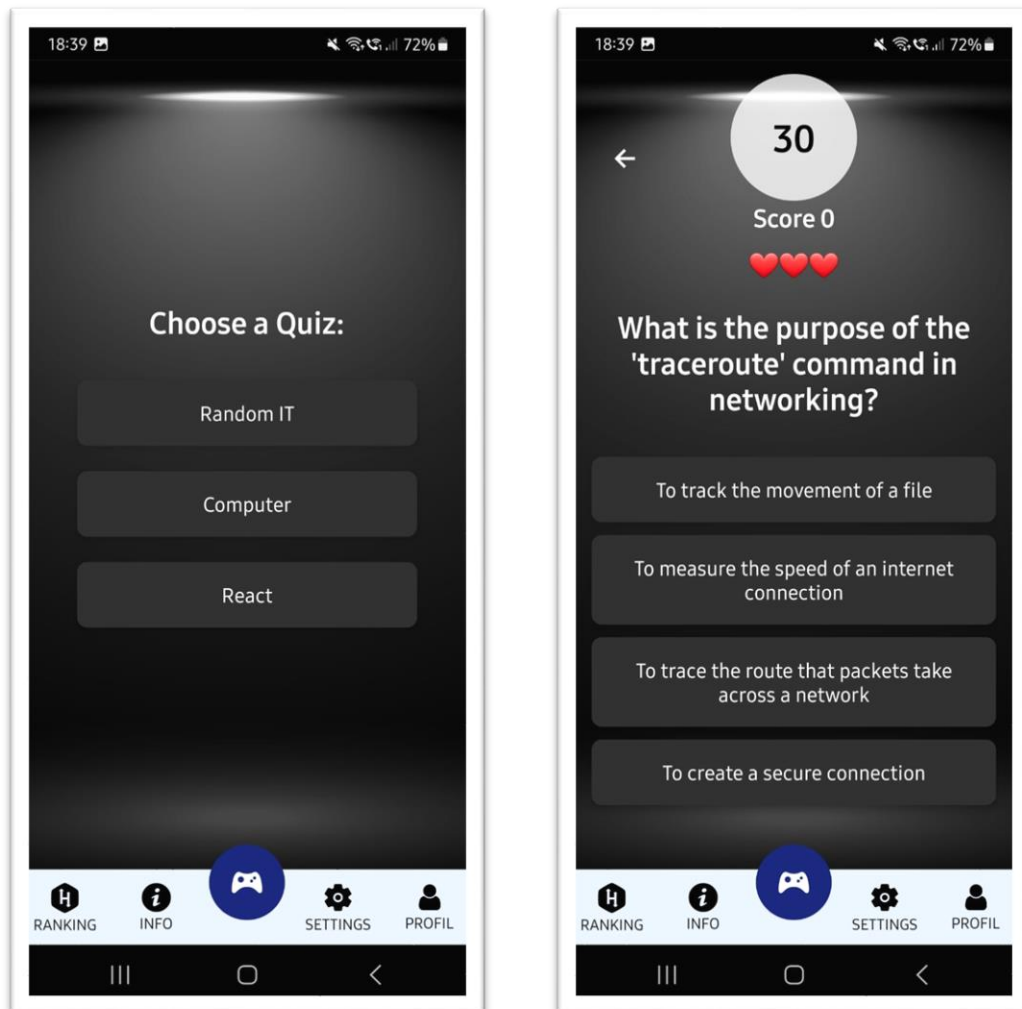 18:39
72%
Choose a Quiz:
Random IT
Computer
React
RANKING
INFO
SETTINGS
PROFIL
18:39
72%
30
Score 0
What is the purpose of the
'traceroute' command in
networking?
To track the movement of a file
To measure the speed of an internet
connection
To trace the route that packets take
across a network
To create a secure connection
RANKING
INFO
SETTINGS
PROFIL